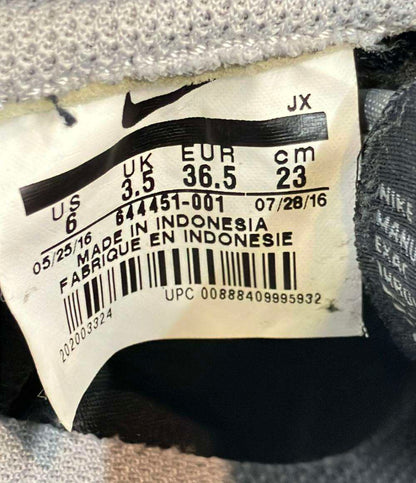 JX
US UK EUR cm
6 3.5 36.5 23
05/25/16 644451-001 07/28/16
MADE IN INDONESIA
FABRIQUE EN INDONESIE
UPC 00888409995932
202003324
NIKE
MANU